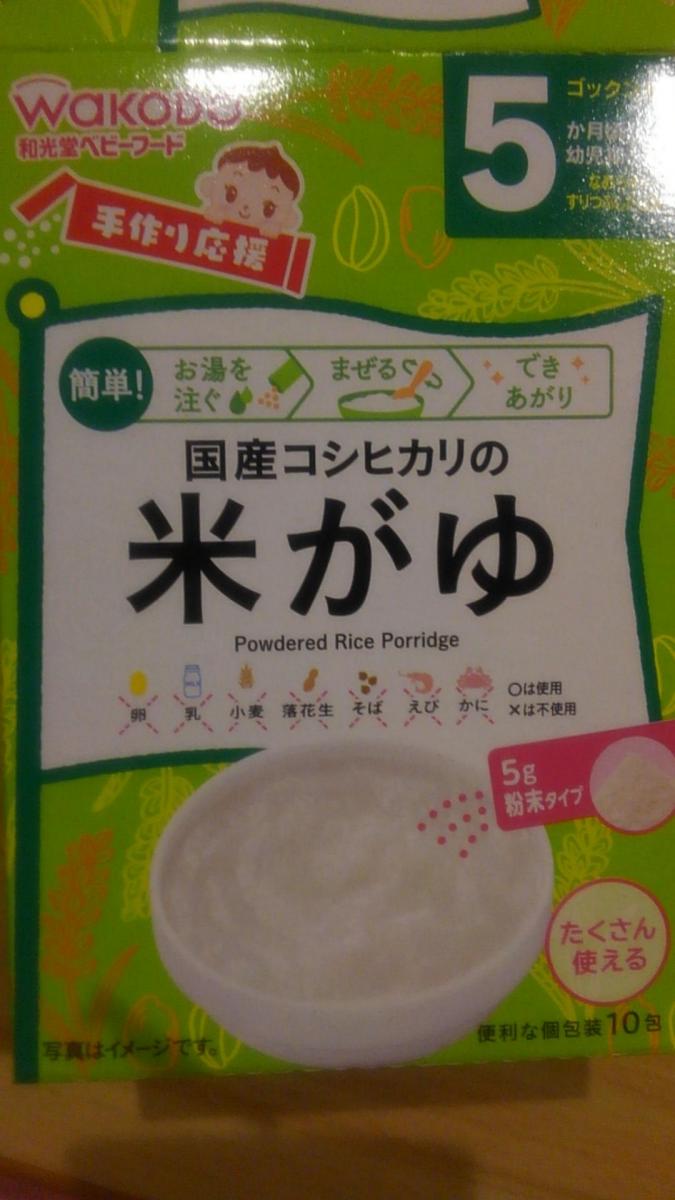 wakodo
和光堂ベビーフード
手作り応援
5
ゴックン
か月
幼児
簡単!
お湯を
注ぐ
まぜる
でき
あがり
国産コシヒカリの
米がゆ
Powdered Rice Porridge
MILK
卵 乳 小麦 落花生 そば えび かに
○は使用
×は不使用
5g
粉末タイプ
たくさん
使える
便利な個包装10包
写真はイメージです。